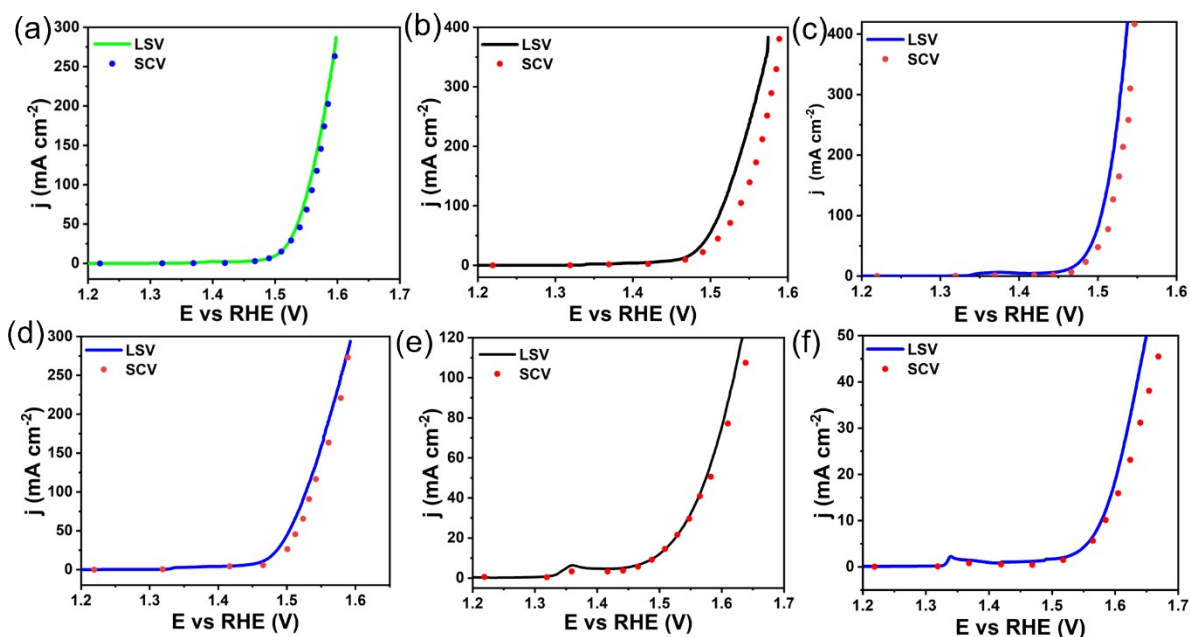 (a)
300
250
200
150
100
50
0
j (mA cm-2)
LSV
SCV
1.2 1.3 1.4 1.5 1.6 1.7
E vs RHE (V)
(b)
400
300
200
100
0
j (mA cm-2)
LSV
SCV
1.2 1.3 1.4 1.5 1.6
E vs RHE (V)
(c)
400
300
200
100
0
j (mA cm-2)
LSV
SCV
1.2 1.3 1.4 1.5 1.6
E vs RHE (V)
(d)
300
250
200
150
100
50
0
j (mA cm-2)
LSV
SCV
1.2 1.3 1.4 1.5 1.6
E vs RHE (V)
(e)
120
100
80
60
40
20
0
j (mA cm-2)
LSV
SCV
1.2 1.3 1.4 1.5 1.6 1.7
E vs RHE (V)
(f)
50
40
30
20
10
0
j (mA cm-2)
LSV
SCV
1.2 1.3 1.4 1.5 1.6 1.7
E vs RHE (V)